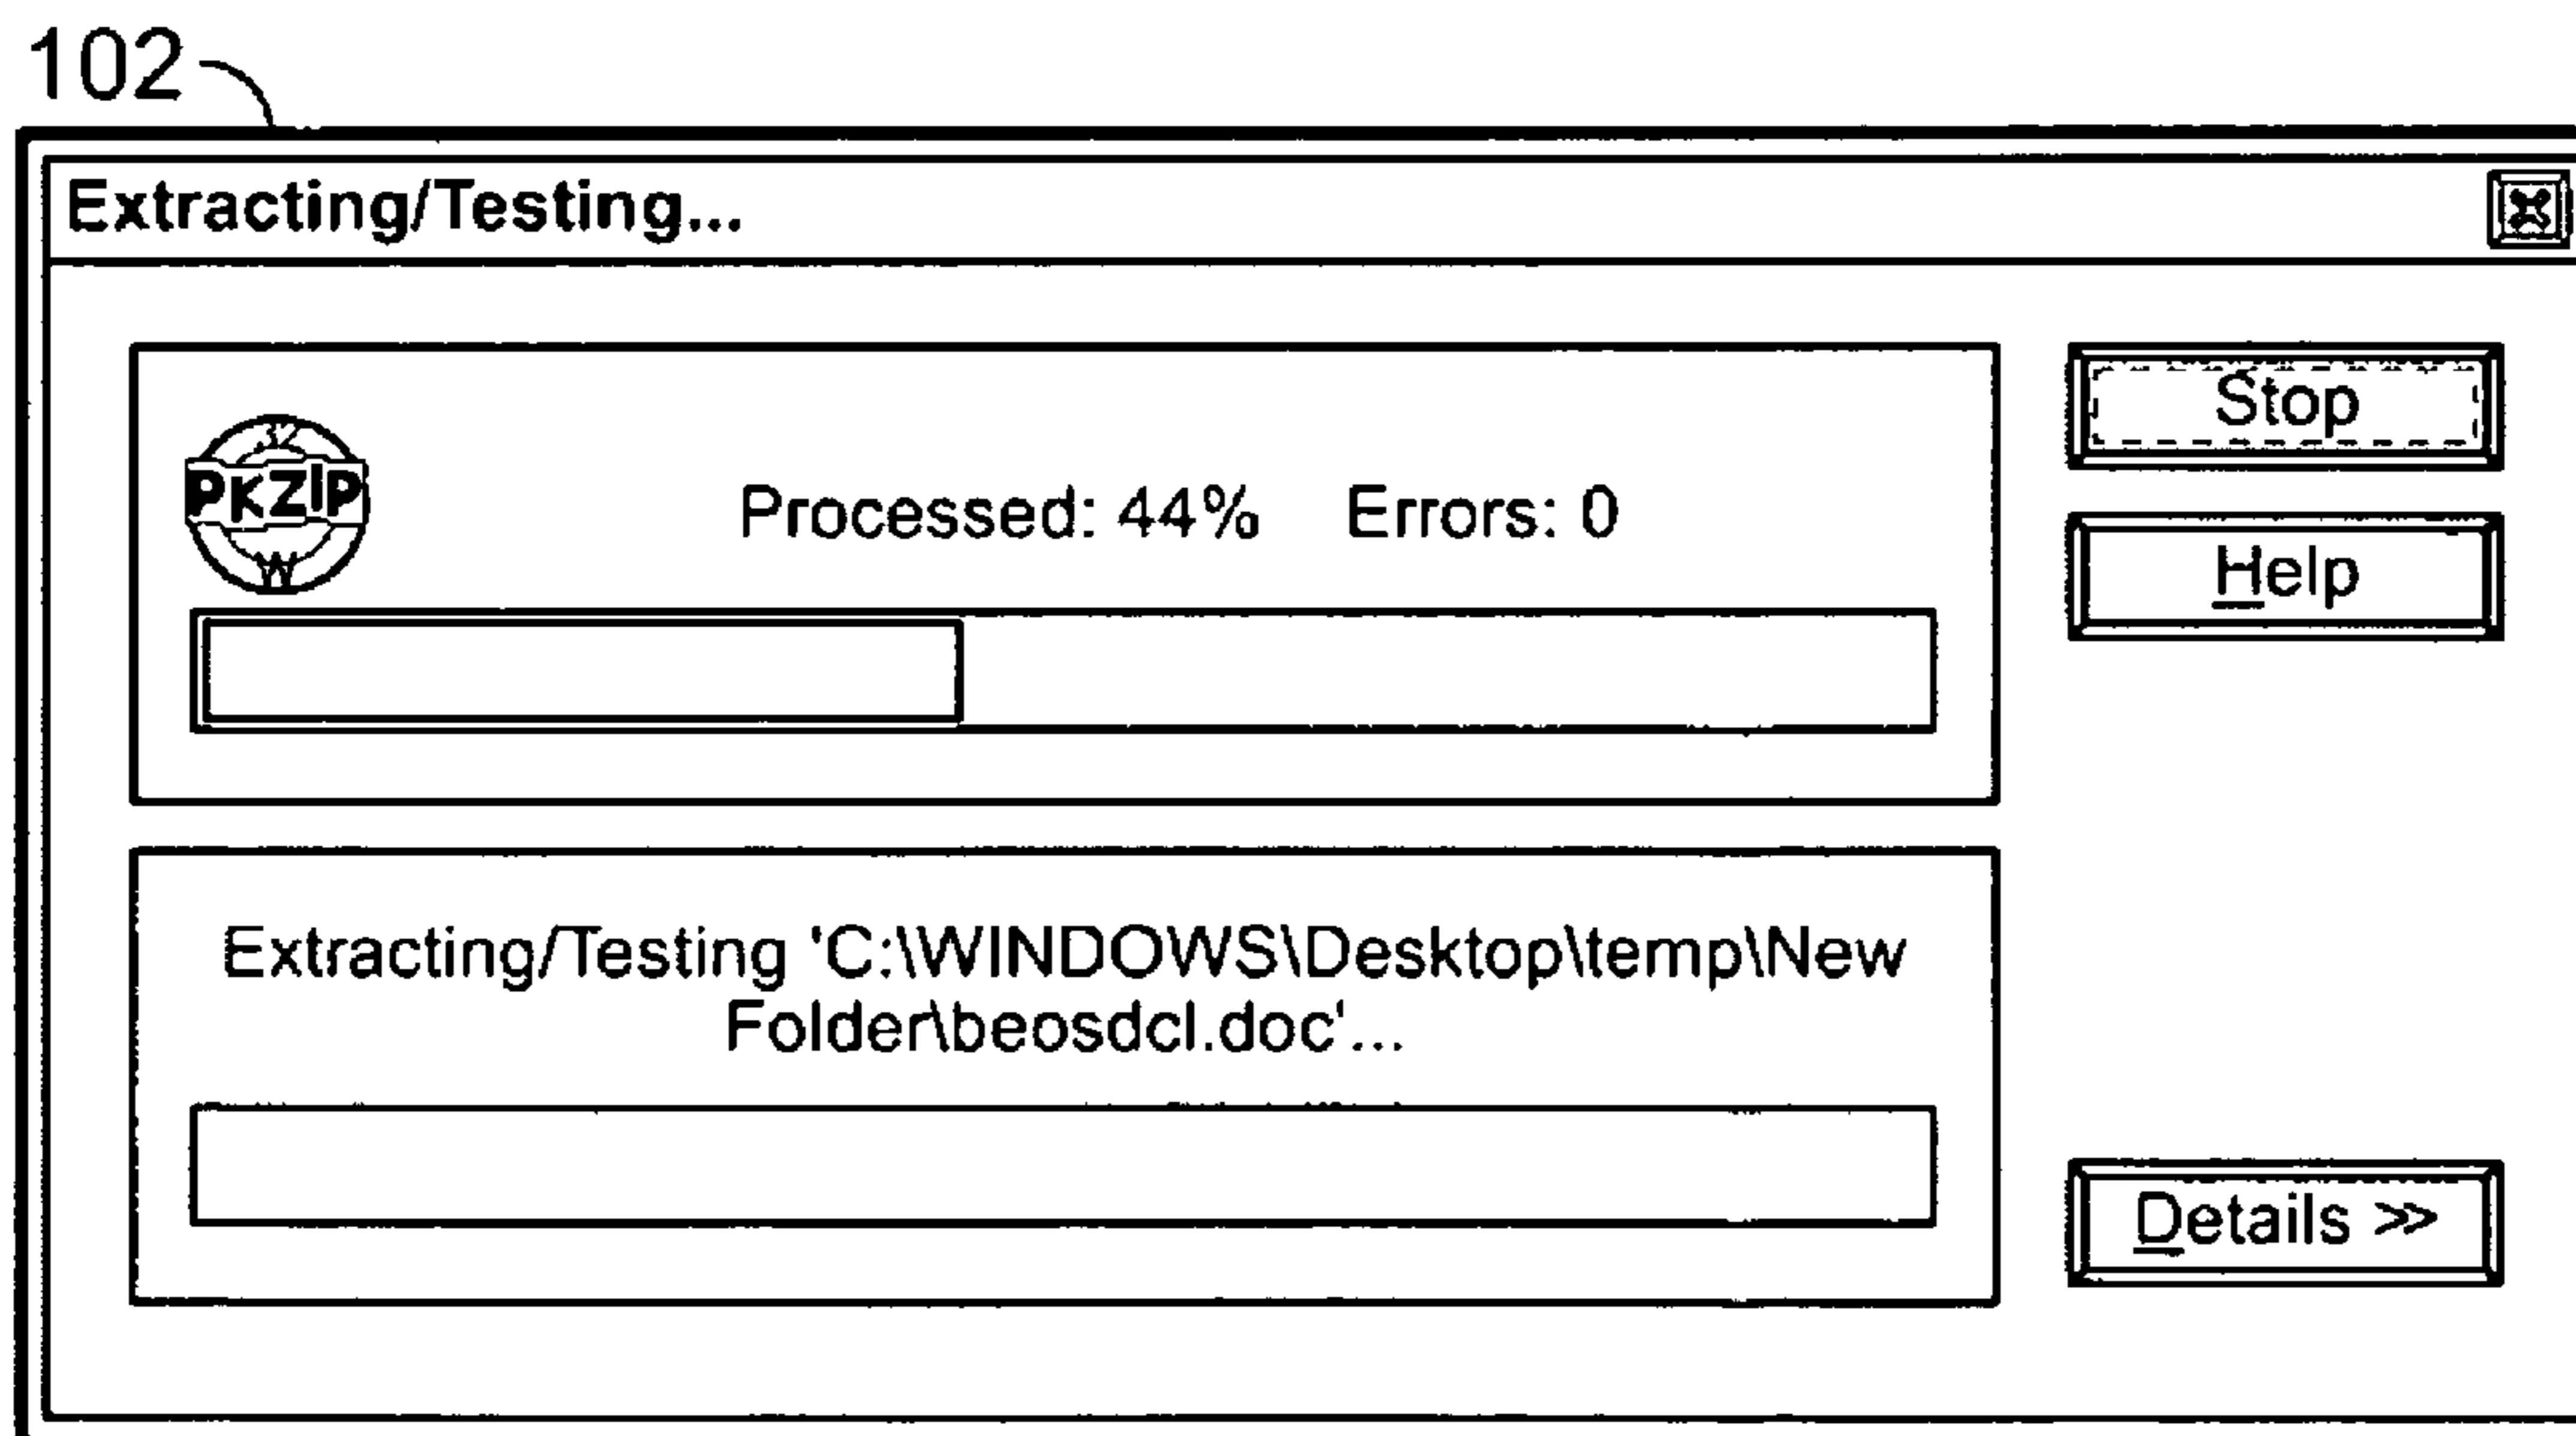 102
Extracting/Testing...
32
PKZIP
W
Processed: 44% Errors: 0
Stop
Help
Extracting/Testing 'C:\WINDOWS\Desktop\temp\New
Folder\beosdcl.doc'...
Details >>